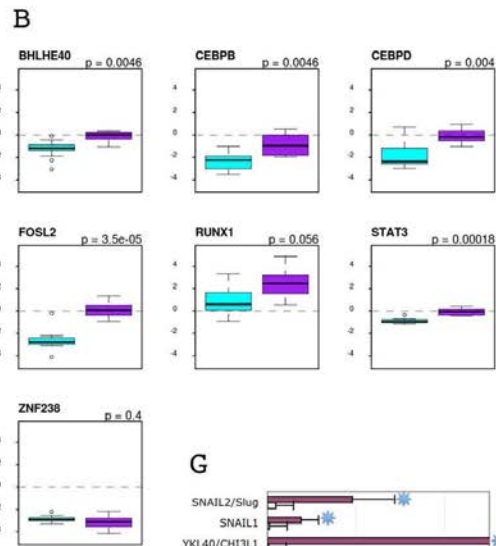 B
BHLHE40
p = 0.0046
CEBPB
p = 0.0046
CEBPD
p = 0.004
4
2
0
-2
-4
4
2
0
-2
-4
FOSL2
p = 3.5e-05
RUNX1
p = 0.056
STAT3
p = 0.00018
4
2
0
-2
-4
4
2
0
-2
-4
ZNF238
p = 0.4
G
SNAIL2/Slug
SNAIL1
YKL40/CHI3L1